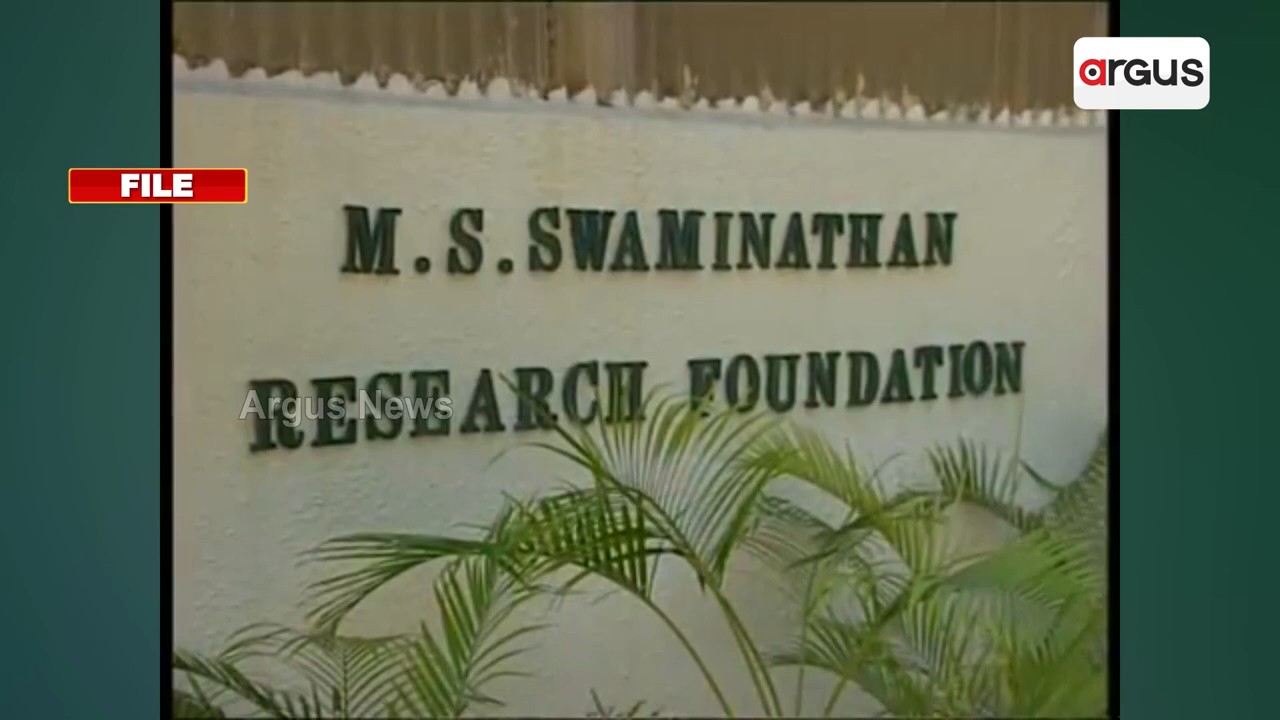 argus
FILE
M.S.SWAMINATHAN
RESEARCH FOUNDATION
Argus News